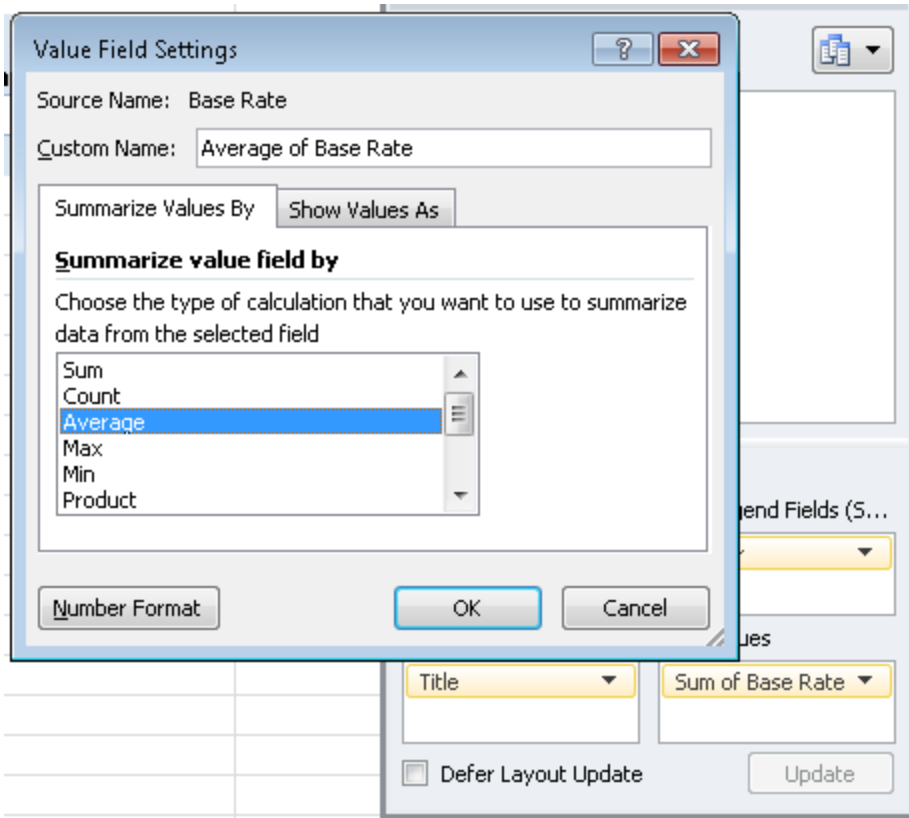 Value Field Settings
Source Name: Base Rate
Custom Name: Average of Base Rate
Summarize Values By
Show Values As
Summarize value field by
Choose the type of calculation that you want to use to summarize
data from the selected field
Sum
Count
Average
Max
Min
Product
Number Format
OK
Cancel
Fields (S...
Title
Sum of Base Rate
Defer Layout Update
Update